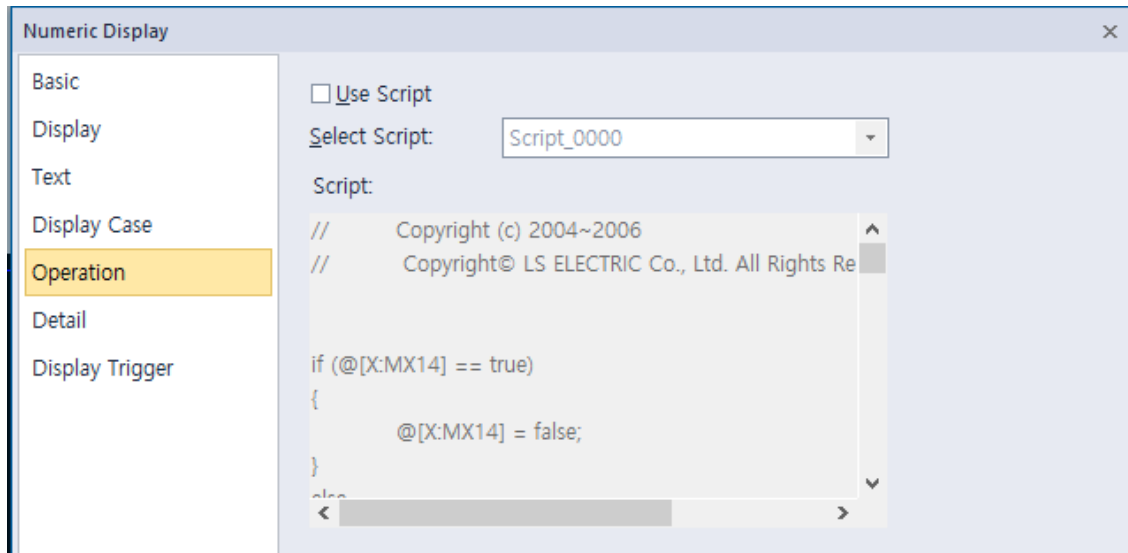 Numeric Display
Basic
Display
Text
Display Case
Operation
Detail
Display Trigger
Use Script
Select Script: Script_0000
Script:
// Copyright (c) 2004~2006
// Copyright© LS ELECTRIC Co., Ltd. All Rights Re
if (@[X:MX14] == true)
{
@[X:MX14] = false;
}
else